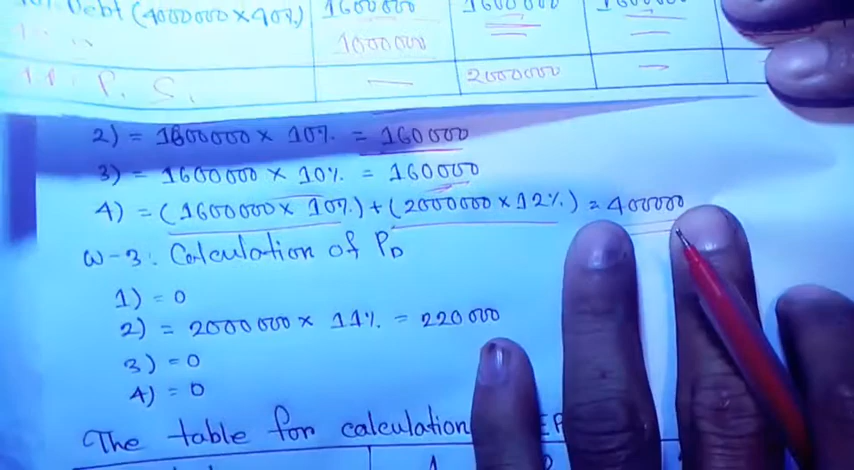 Debt (4000000 × 40%) 1600000 1600000 1600000
1000000
P. S. — 2000000 —
2) = 1600000 × 10% = 160000
3) = 1600000 × 10% = 160000
4) = (1600000 × 10%) + (2000000 × 12%) = 400000
W-3: Calculation of PD
1) = 0
2) = 2000000 × 11% = 220000
3) = 0
4) = 0
The table for calculation